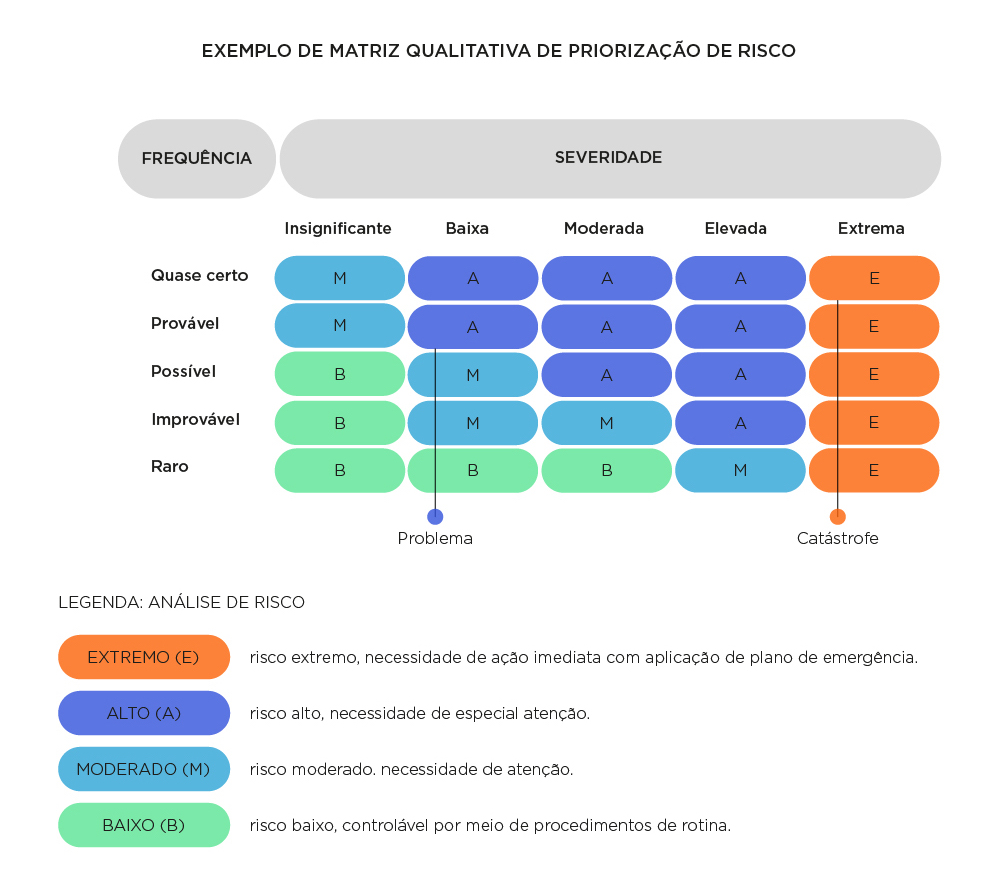 EXEMPLO DE MATRIZ QUALITATIVA DE PRIORIZAÇÃO DE RISCO
FREQUÊNCIA SEVERIDADE
Insignificante Baixa Moderada Elevada Extrema
Quase certo M A A A E
Provável M A A A E
Possível B M A A E
Improvável B M M A E
Raro B B B M E
Problema Catástrofe
LEGENDA: ANÁLISE DE RISCO
EXTREMO (E) risco extremo, necessidade de ação imediata com aplicação de plano de emergência.
ALTO (A) risco alto, necessidade de especial atenção.
MODERADO (M) risco moderado. necessidade de atenção.
BAIXO (B) risco baixo, controlável por meio de procedimentos de rotina.